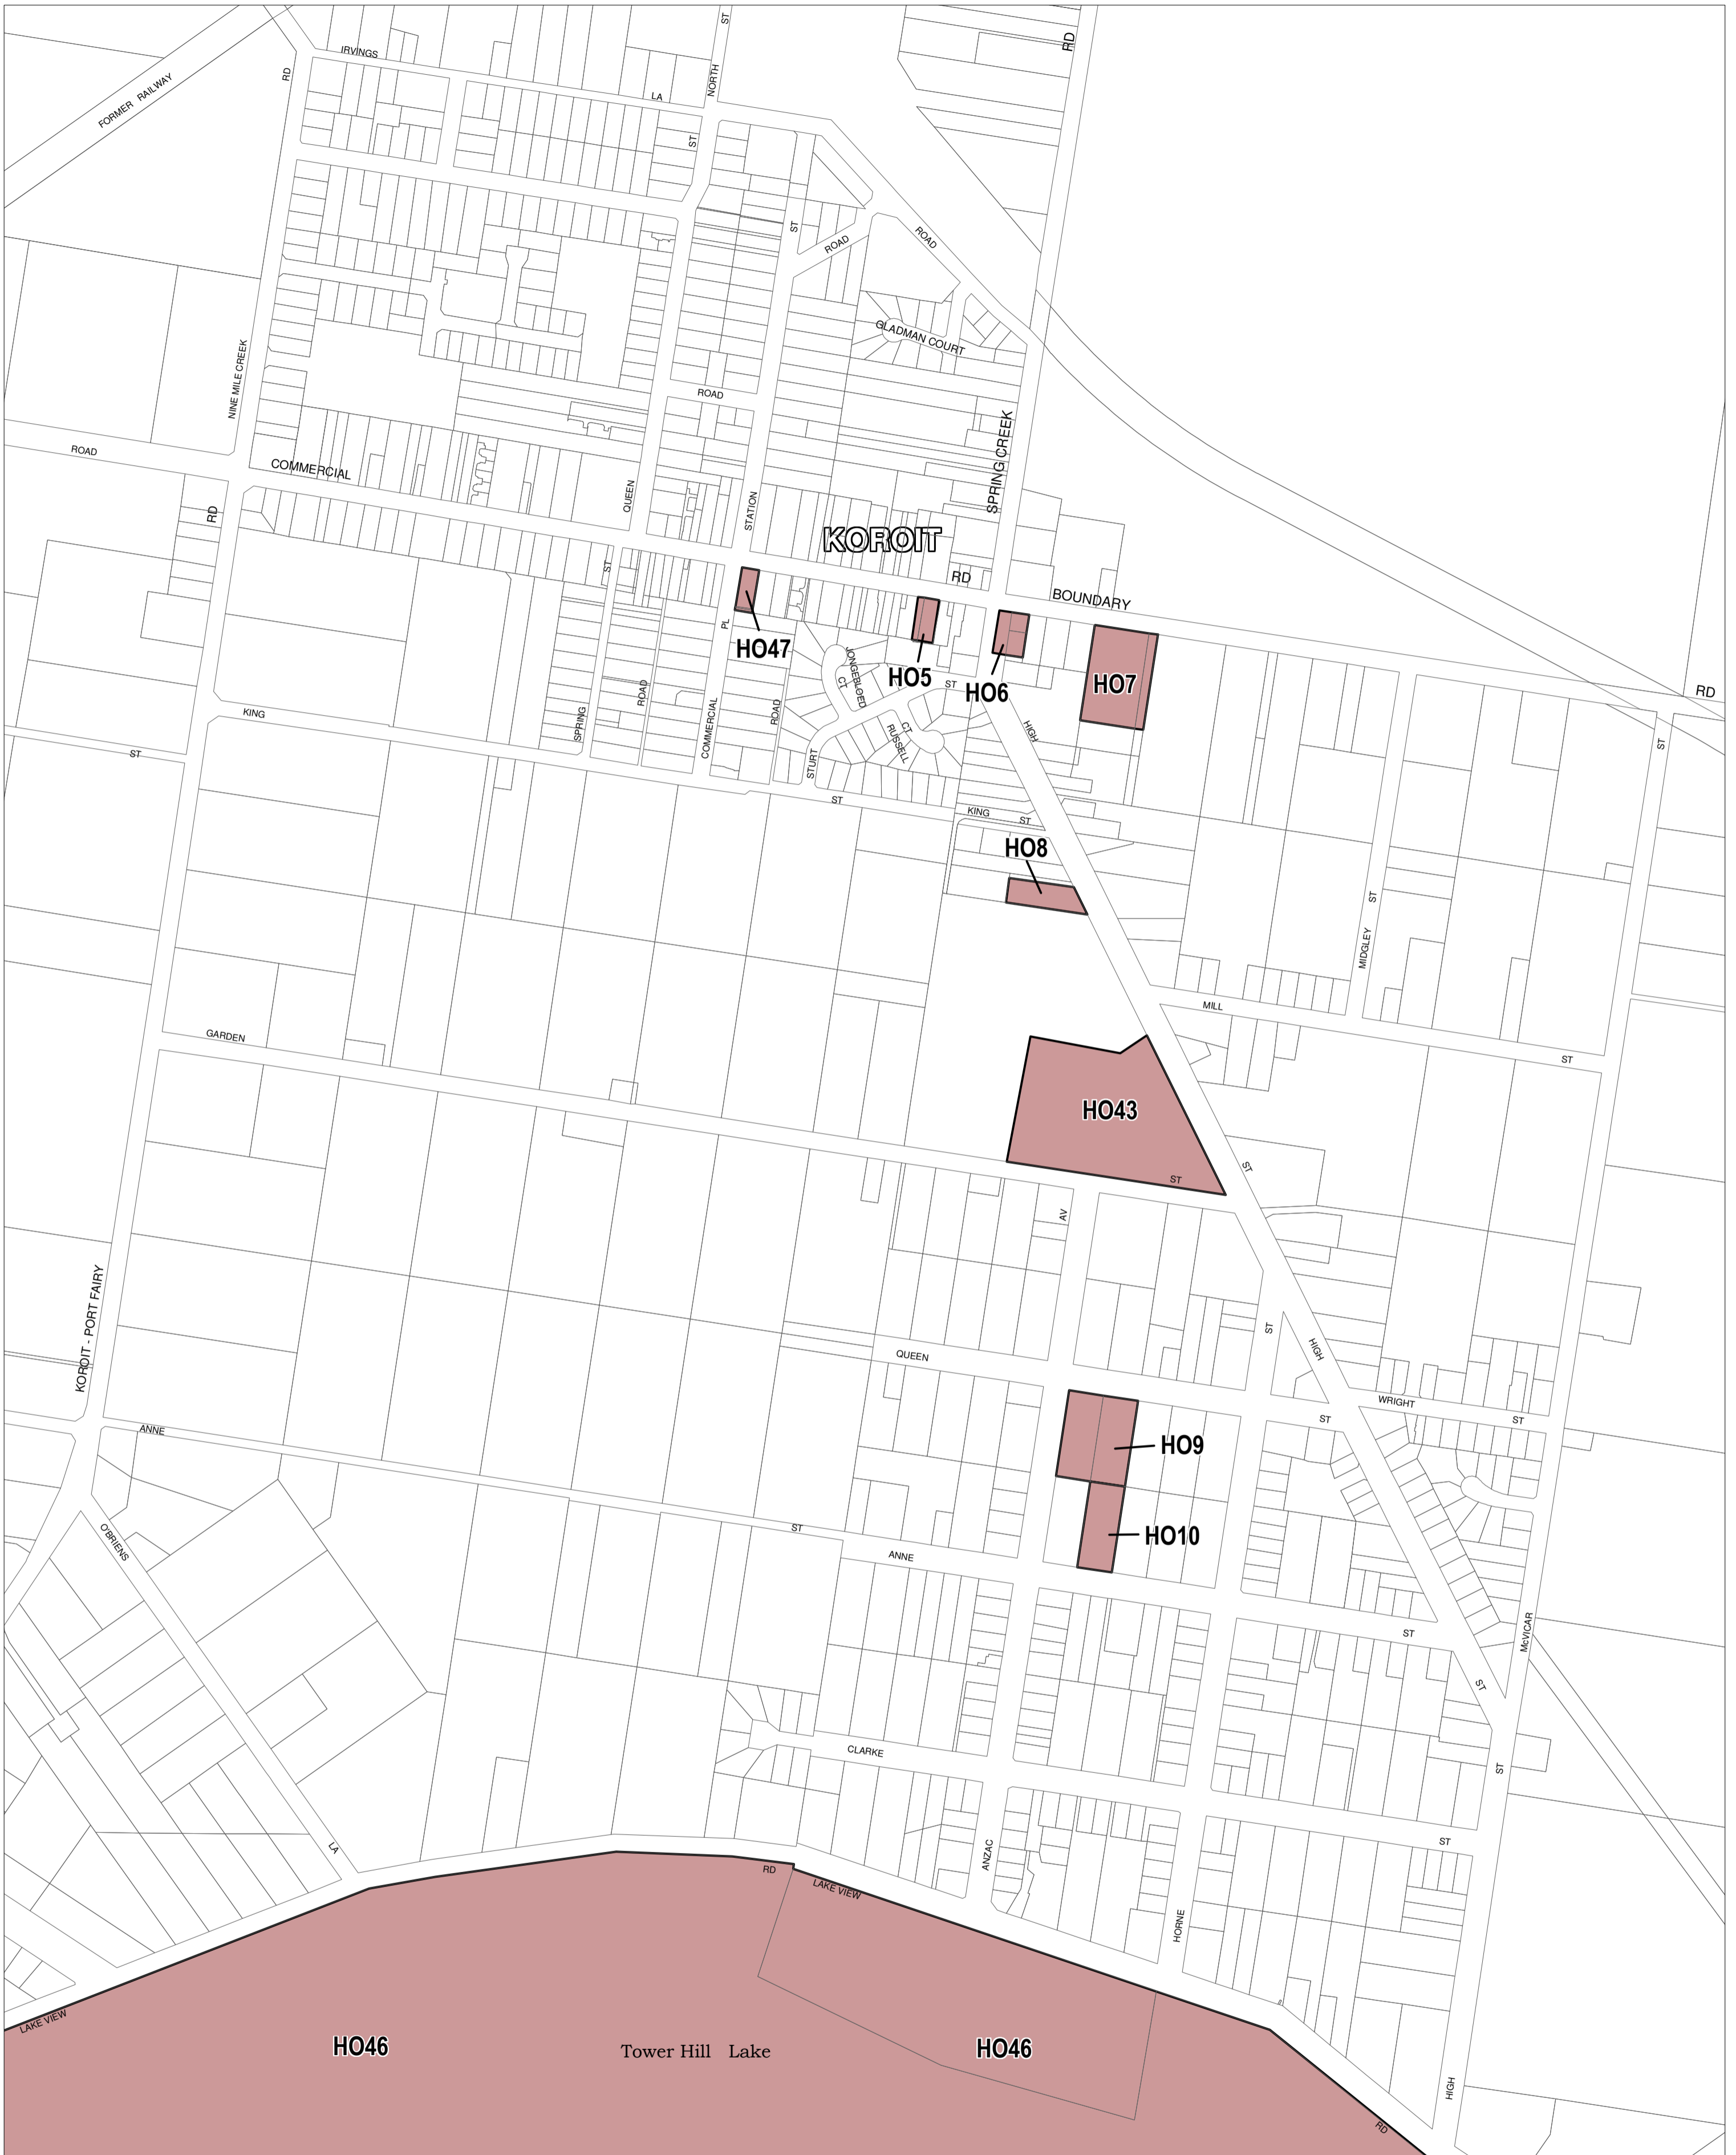 IRVINGS
LA
ST
NORTH
ST
RD
RD
FORMER RAILWAY
ST
ROAD
ROAD
GLADMAN COURT
NINE MILE CREEK
ROAD
ROAD
COMMERCIAL
QUEEN
STATION
SPRING CREEK
KOROIT
RD
RD
BOUNDARY
ST
PL
HO47
HO5
HO6
HO7
JONGEBLOED
CT
ST
RD
KING
SPRING
ROAD
COMMERCIAL
ROAD
STURT
CT
RUSSELL
HIGH
ST
ST
ST
KING
ST
HO8
ST
MIDGLEY
MILL
ST
GARDEN
HO43
ST
ST
AV
KOROIT - PORT FAIRY
QUEEN
ST
HIGH
WRIGHT
ST
ST
ANNE
HO9
HO10
ST
ANNE
O'BRIENS
ST
McVICAR
ST
CLARKE
ST
ST
LA
ANZAC
RD
LAKE VIEW
HORNE
LAKE VIEW
HO46
Tower Hill Lake
HO46
HIGH
RD